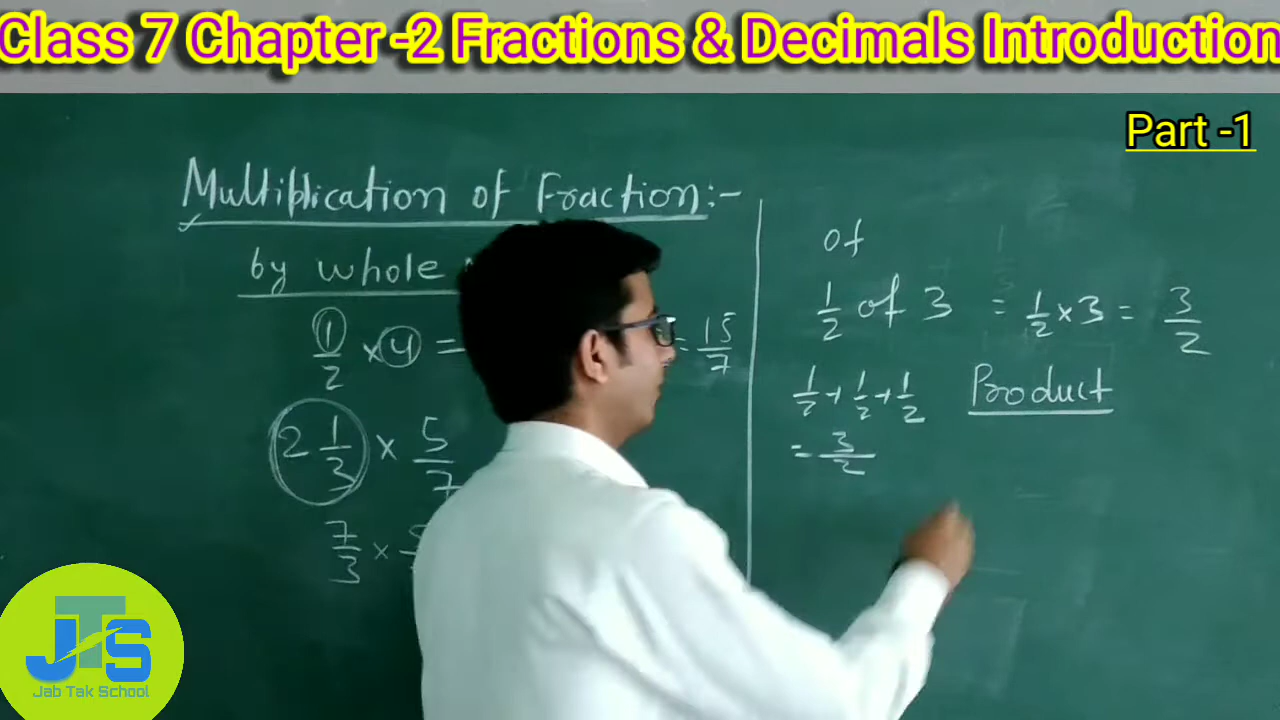 Class 7 Chapter -2 Fractions & Decimals Introduction
Part -1
Multiplication of Fraction:-
by whole
1/2 × 4 =
= 15/7
2 1/3 × 5/7
7/3 ×
of
1/2 of 3 = 1/2 × 3 = 3/2
1/2 + 1/2 + 1/2
= 3/2
Product
JTS
Jab Tak School